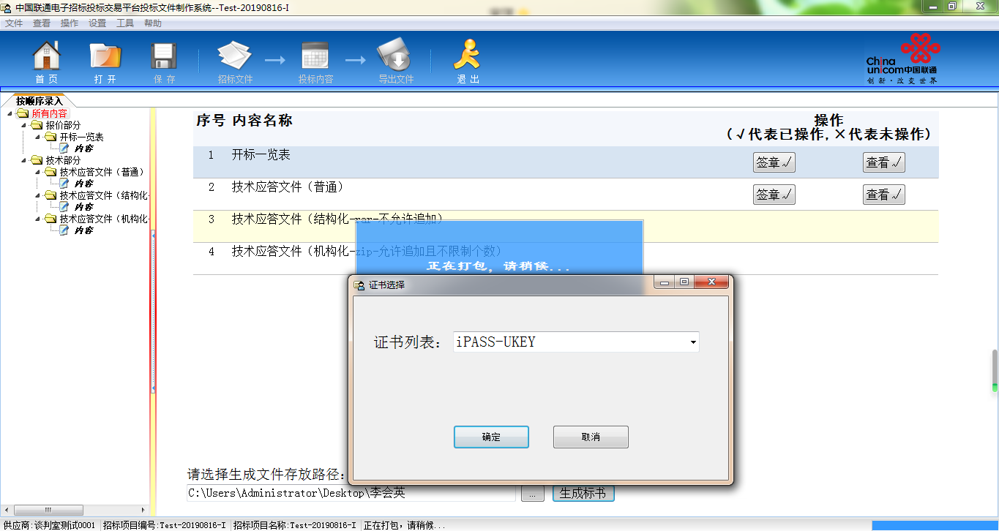 中国联通电子招标投标交易平台投标文件制作系统--Test-20190816-I
文件 查看 操作 设置 工具 帮助
首页 打开 保存 招标文件 投标内容 导出文件 退出
China
unicom中国联通
创新·改变世界
按顺序录入
所有内容
报价部分
开标一览表
内容
技术部分
技术应答文件（普通）
内容
技术应答文件（结构化-
内容
技术应答文件（机构化-
内容
序号 内容名称 操作
（√代表已操作,×代表未操作）
1 开标一览表 签章√ 查看√
2 技术应答文件（普通） 签章√ 查看√
3 技术应答文件（结构化-rar-不允许追加）
4 技术应答文件（机构化-zip-允许追加且不限制个数）
正在打包，请稍候...
证书选择
证书列表： iPASS-UKEY
确定 取消
请选择生成文件存放路径：
C:\Users\Administrator\Desktop\李会英 ... 生成标书
供应商:谈判室测试0001 招标项目编号:Test-20190816-I 招标项目名称:Test-20190816-I 正在打包，请稍候...